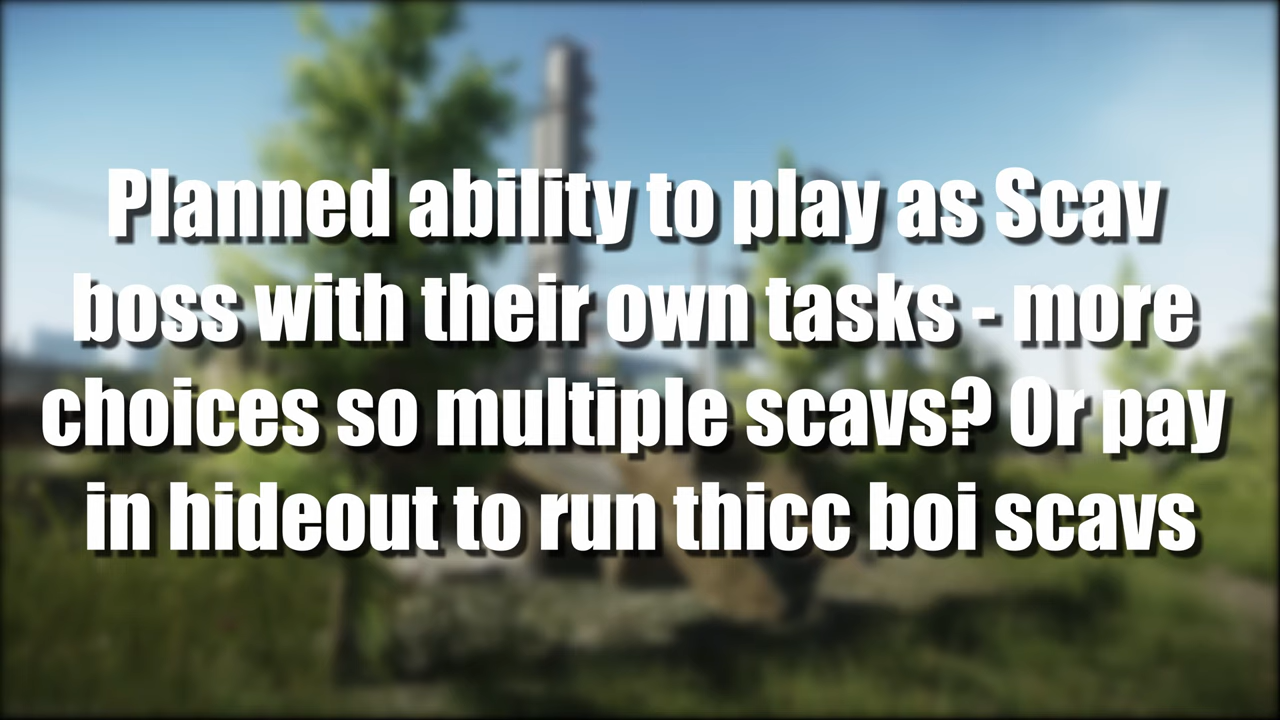 Planned ability to play as Scav
boss with their own tasks - more
choices so multiple scavs? Or pay
in hideout to run thicc boi scavs